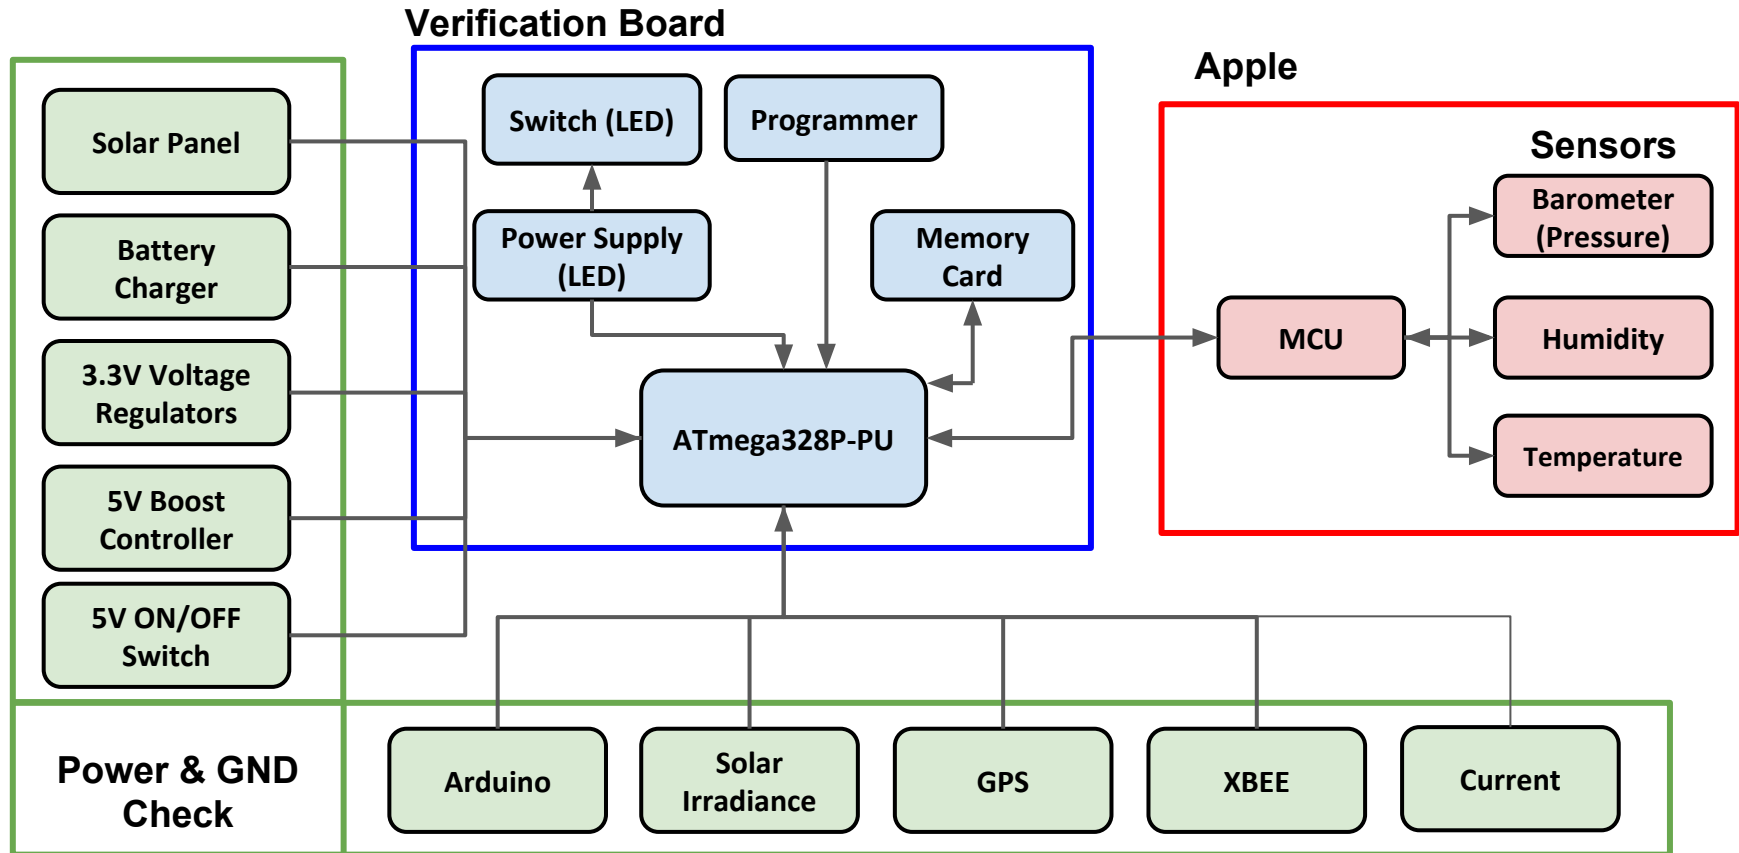 Verification Board
Apple
Solar Panel
Battery
Charger
3.3V Voltage
Regulators
5V Boost
Controller
5V ON/OFF
Switch
Switch (LED)
Programmer
Power Supply
(LED)
Memory
Card
ATmega328P-PU
Sensors
Barometer
(Pressure)
MCU
Humidity
Temperature
Power & GND
Check
Arduino
Solar
Irradiance
GPS
XBEE
Current